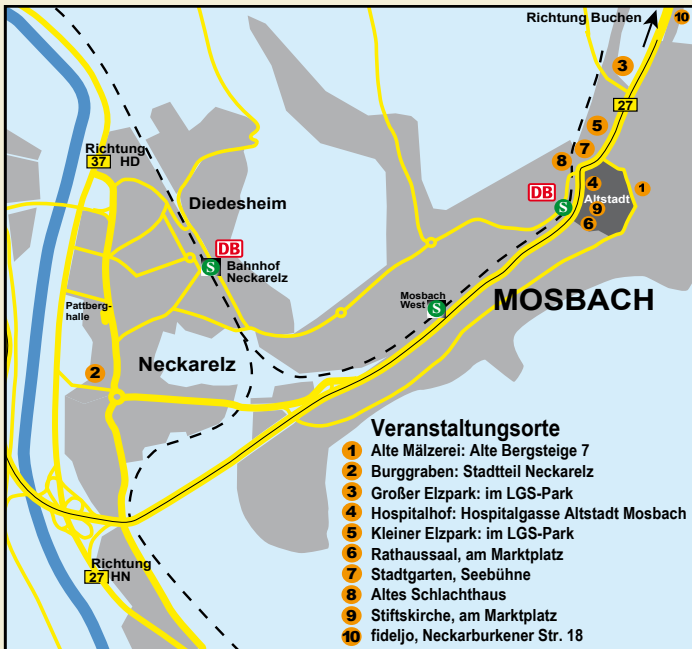 Richtung Buchen
10
3
27
5
7
8
4
1
DB
Altstadt
S
9
6
Richtung
37 HD
Diedesheim
DB
S
Bahnhof
Neckarelz
Mosbach
West
S
MOSBACH
Pattberg-
halle
Neckarelz
2
Richtung
27 HN
Veranstaltungsorte
1 Alte Mälzerei: Alte Bergsteige 7
2 Burggraben: Stadtteil Neckarelz
3 Großer Elzpark: im LGS-Park
4 Hospitalhof: Hospitalgasse Altstadt Mosbach
5 Kleiner Elzpark: im LGS-Park
6 Rathaussaal, am Marktplatz
7 Stadtgarten, Seebühne
8 Altes Schlachthaus
9 Stiftskirche, am Marktplatz
10 fideljo, Neckarburkener Str. 18